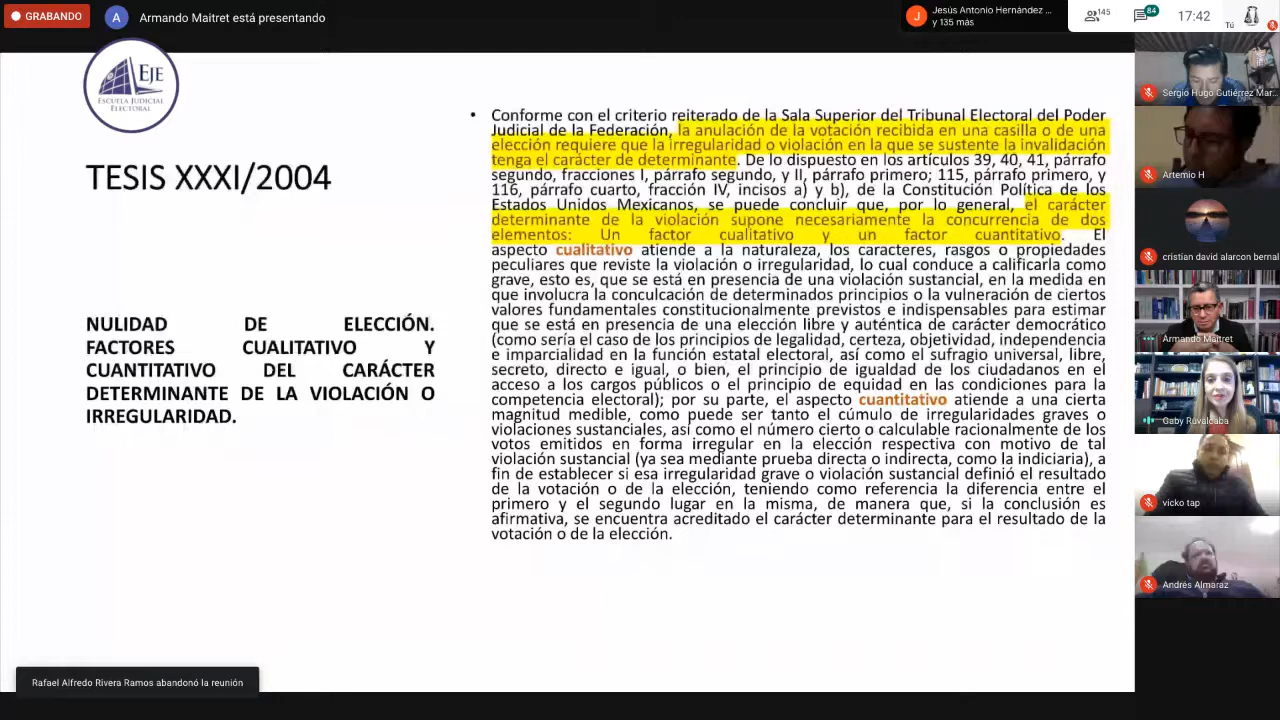 GRABANDO
A
Armando Maitret está presentando
J
Jesús Antonio Hernández ...
y 135 más
145
84
17:42
Tú
EJE
ESCUELA JUDICIAL
ELECTORAL
TESIS XXXI/2004
NULIDAD DE ELECCIÓN.
FACTORES CUALITATIVO Y
CUANTITATIVO DEL CARÁCTER
DETERMINANTE DE LA VIOLACIÓN O
IRREGULARIDAD.
• Conforme con el criterio reiterado de la Sala Superior del Tribunal Electoral del Poder
Judicial de la Federación, la anulación de la votación recibida en una casilla o de una
elección requiere que la irregularidad o violación en la que se sustente la invalidación
tenga el carácter de determinante. De lo dispuesto en los artículos 39, 40, 41, párrafo
segundo, fracciones I, párrafo segundo, y II, párrafo primero; 115, párrafo primero, y
116, párrafo cuarto, fracción IV, incisos a) y b), de la Constitución Política de los
Estados Unidos Mexicanos, se puede concluir que, por lo general, el carácter
determinante de la violación supone necesariamente la concurrencia de dos
elementos: Un factor cualitativo y un factor cuantitativo. El
aspecto cualitativo atiende a la naturaleza, los caracteres, rasgos o propiedades
peculiares que reviste la violación o irregularidad, lo cual conduce a calificarla como
grave, esto es, que se está en presencia de una violación sustancial, en la medida en
que involucra la conculcación de determinados principios o la vulneración de ciertos
valores fundamentales constitucionalmente previstos e indispensables para estimar
que se está en presencia de una elección libre y auténtica de carácter democrático
(como sería el caso de los principios de legalidad, certeza, objetividad, independencia
e imparcialidad en la función estatal electoral, así como el sufragio universal, libre,
secreto, directo e igual, o bien, el principio de igualdad de los ciudadanos en el
acceso a los cargos públicos o el principio de equidad en las condiciones para la
competencia electoral); por su parte, el aspecto cuantitativo atiende a una cierta
magnitud medible, como puede ser tanto el cúmulo de irregularidades graves o
violaciones sustanciales, así como el número cierto o calculable racionalmente de los
votos emitidos en forma irregular en la elección respectiva con motivo de tal
violación sustancial (ya sea mediante prueba directa o indirecta, como la indiciaria), a
fin de establecer si esa irregularidad grave o violación sustancial definió el resultado
de la votación o de la elección, teniendo como referencia la diferencia entre el
primero y el segundo lugar en la misma, de manera que, si la conclusión es
afirmativa, se encuentra acreditado el carácter determinante para el resultado de la
votación o de la elección.
Sergio Hugo Gutiérrez Mar...
Artemio H
cristian david alarcon bernal
Armando Maitret
Gaby Ruvalcaba
vicko tap
Andrés Almaraz
Rafael Alfredo Rivera Ramos abandonó la reunión